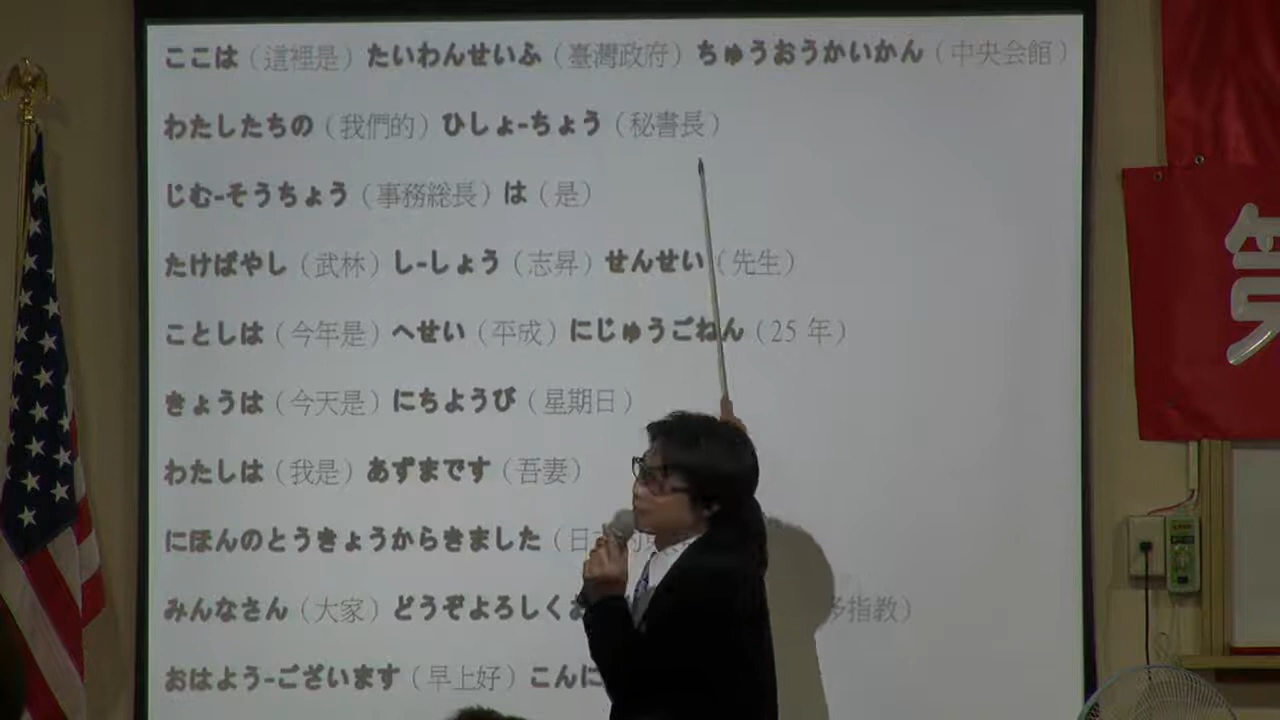 ここは（這裡是）たいわんせいふ（臺灣政府）ちゅうおうかいかん（中央会館）
わたしたちの（我們的）ひしょ-ちょう（秘書長）
じむ-そうちょう（事務総長）は（是）
たけばやし（武林）し-しょう（志昇）せんせい（先生）
ことしは（今年是）へせい（平成）にじゅうごねん（25 年）
きょうは（今天是）にちようび（星期日）
わたしは（我是）あずまです（吾妻）
にほんのとうきょうからきました（日
みんなさん（大家）どうぞよろしく 多指教）
おはよう-ございます（早上好）こんに
第